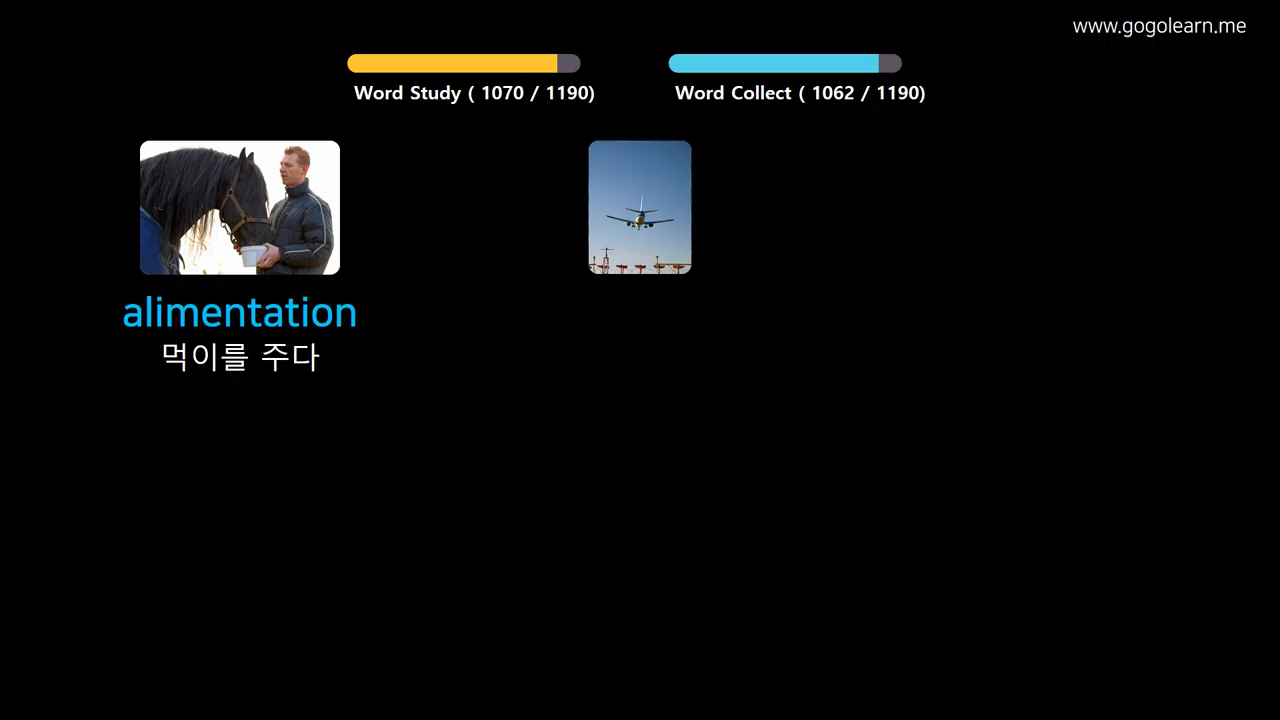 www.gogolearn.me
Word Study ( 1070 / 1190)
Word Collect ( 1062 / 1190)
alimentation
먹이를 주다